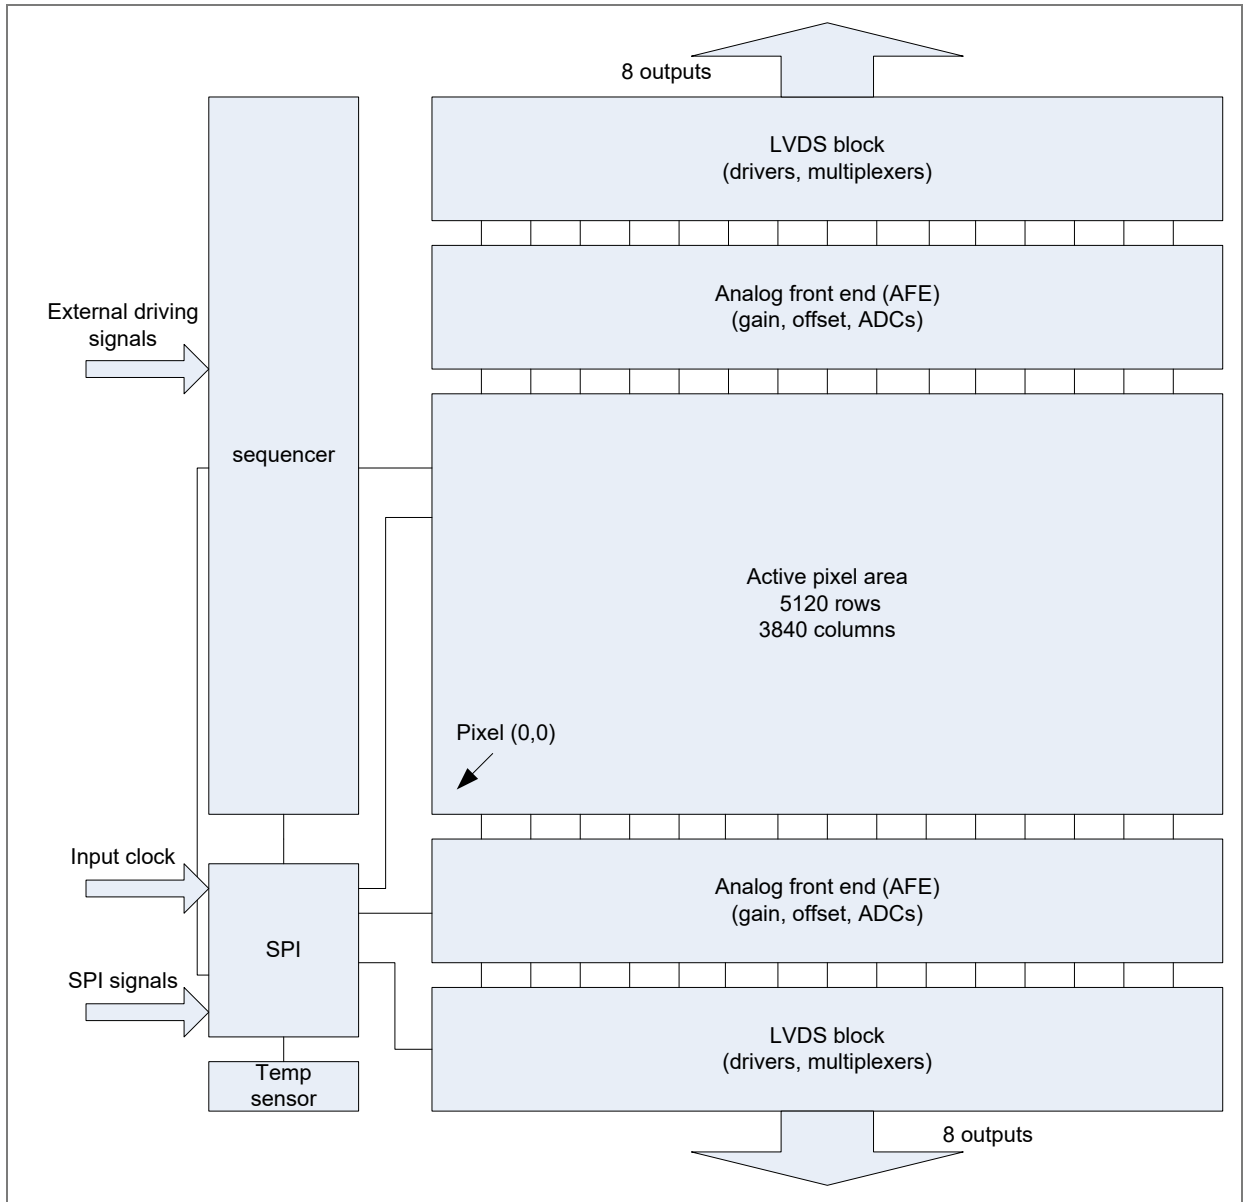 8 outputs
LVDS block
(drivers, multiplexers)
Analog front end (AFE)
(gain, offset, ADCs)
External driving
signals
sequencer
Active pixel area
5120 rows
3840 columns
Pixel (0,0)
Input clock
Analog front end (AFE)
(gain, offset, ADCs)
SPI
SPI signals
LVDS block
(drivers, multiplexers)
Temp
sensor
8 outputs